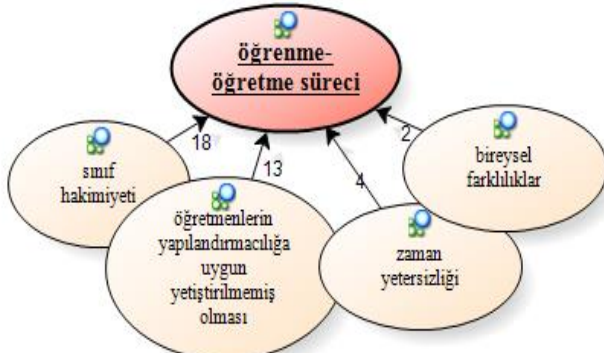 öğrenme-
öğretme süreci
18
13
4
2
sınıf
hakimiyeti
öğretmenlerin
yapılandırmacılığa
uygun
yetiştirilmemiş
olması
zaman
yetersizliği
bireysel
farklılıklar